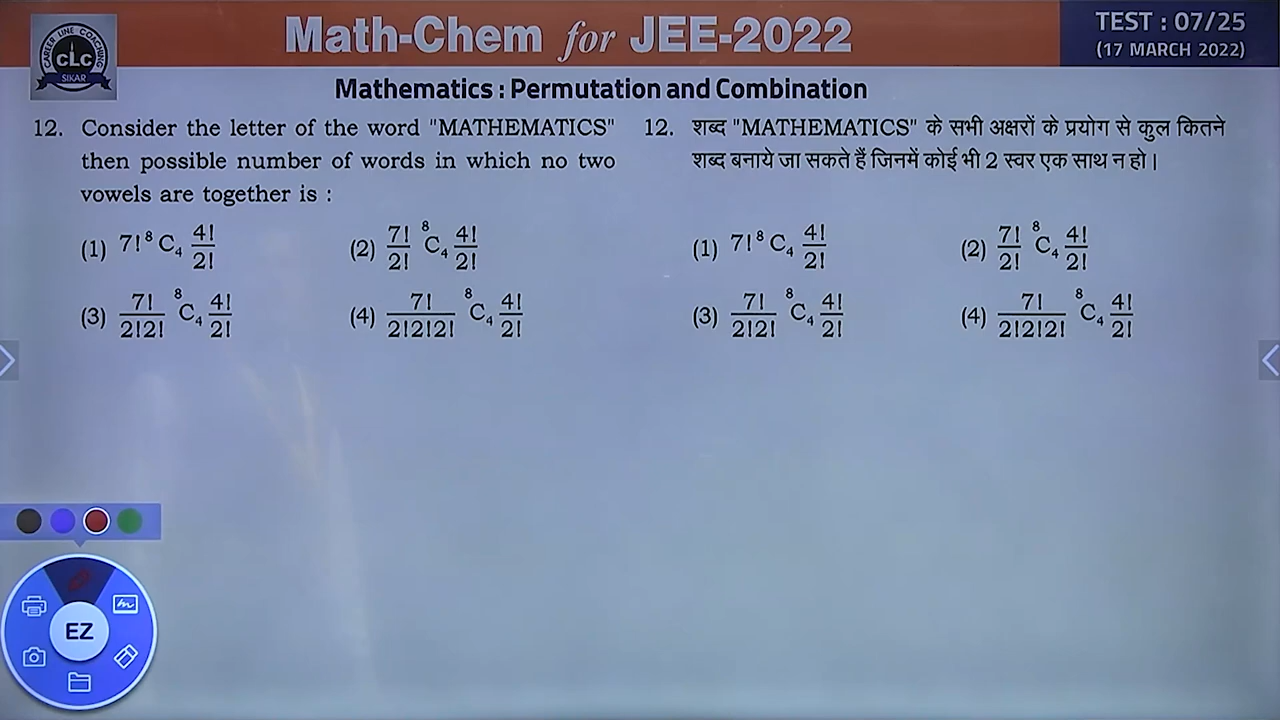 CAREER LINE COACHING
CLC
SIKAR
Math-Chem for JEE-2022
TEST : 07/25
(17 MARCH 2022)
Mathematics : Permutation and Combination
12. Consider the letter of the word "MATHEMATICS"
then possible number of words in which no two
vowels are together is :
(1) 7! ⁸C₄ 4!/2! (2) 7!/2! ⁸C₄ 4!/2!
(3) 7!/2!2! ⁸C₄ 4!/2! (4) 7!/2!2!2! ⁸C₄ 4!/2!
12. शब्द "MATHEMATICS" के सभी अक्षरों के प्रयोग से कुल कितने
शब्द बनाये जा सकते हैं जिनमें कोई भी 2 स्वर एक साथ न हो।
(1) 7! ⁸C₄ 4!/2! (2) 7!/2! ⁸C₄ 4!/2!
(3) 7!/2!2! ⁸C₄ 4!/2! (4) 7!/2!2!2! ⁸C₄ 4!/2!
EZ